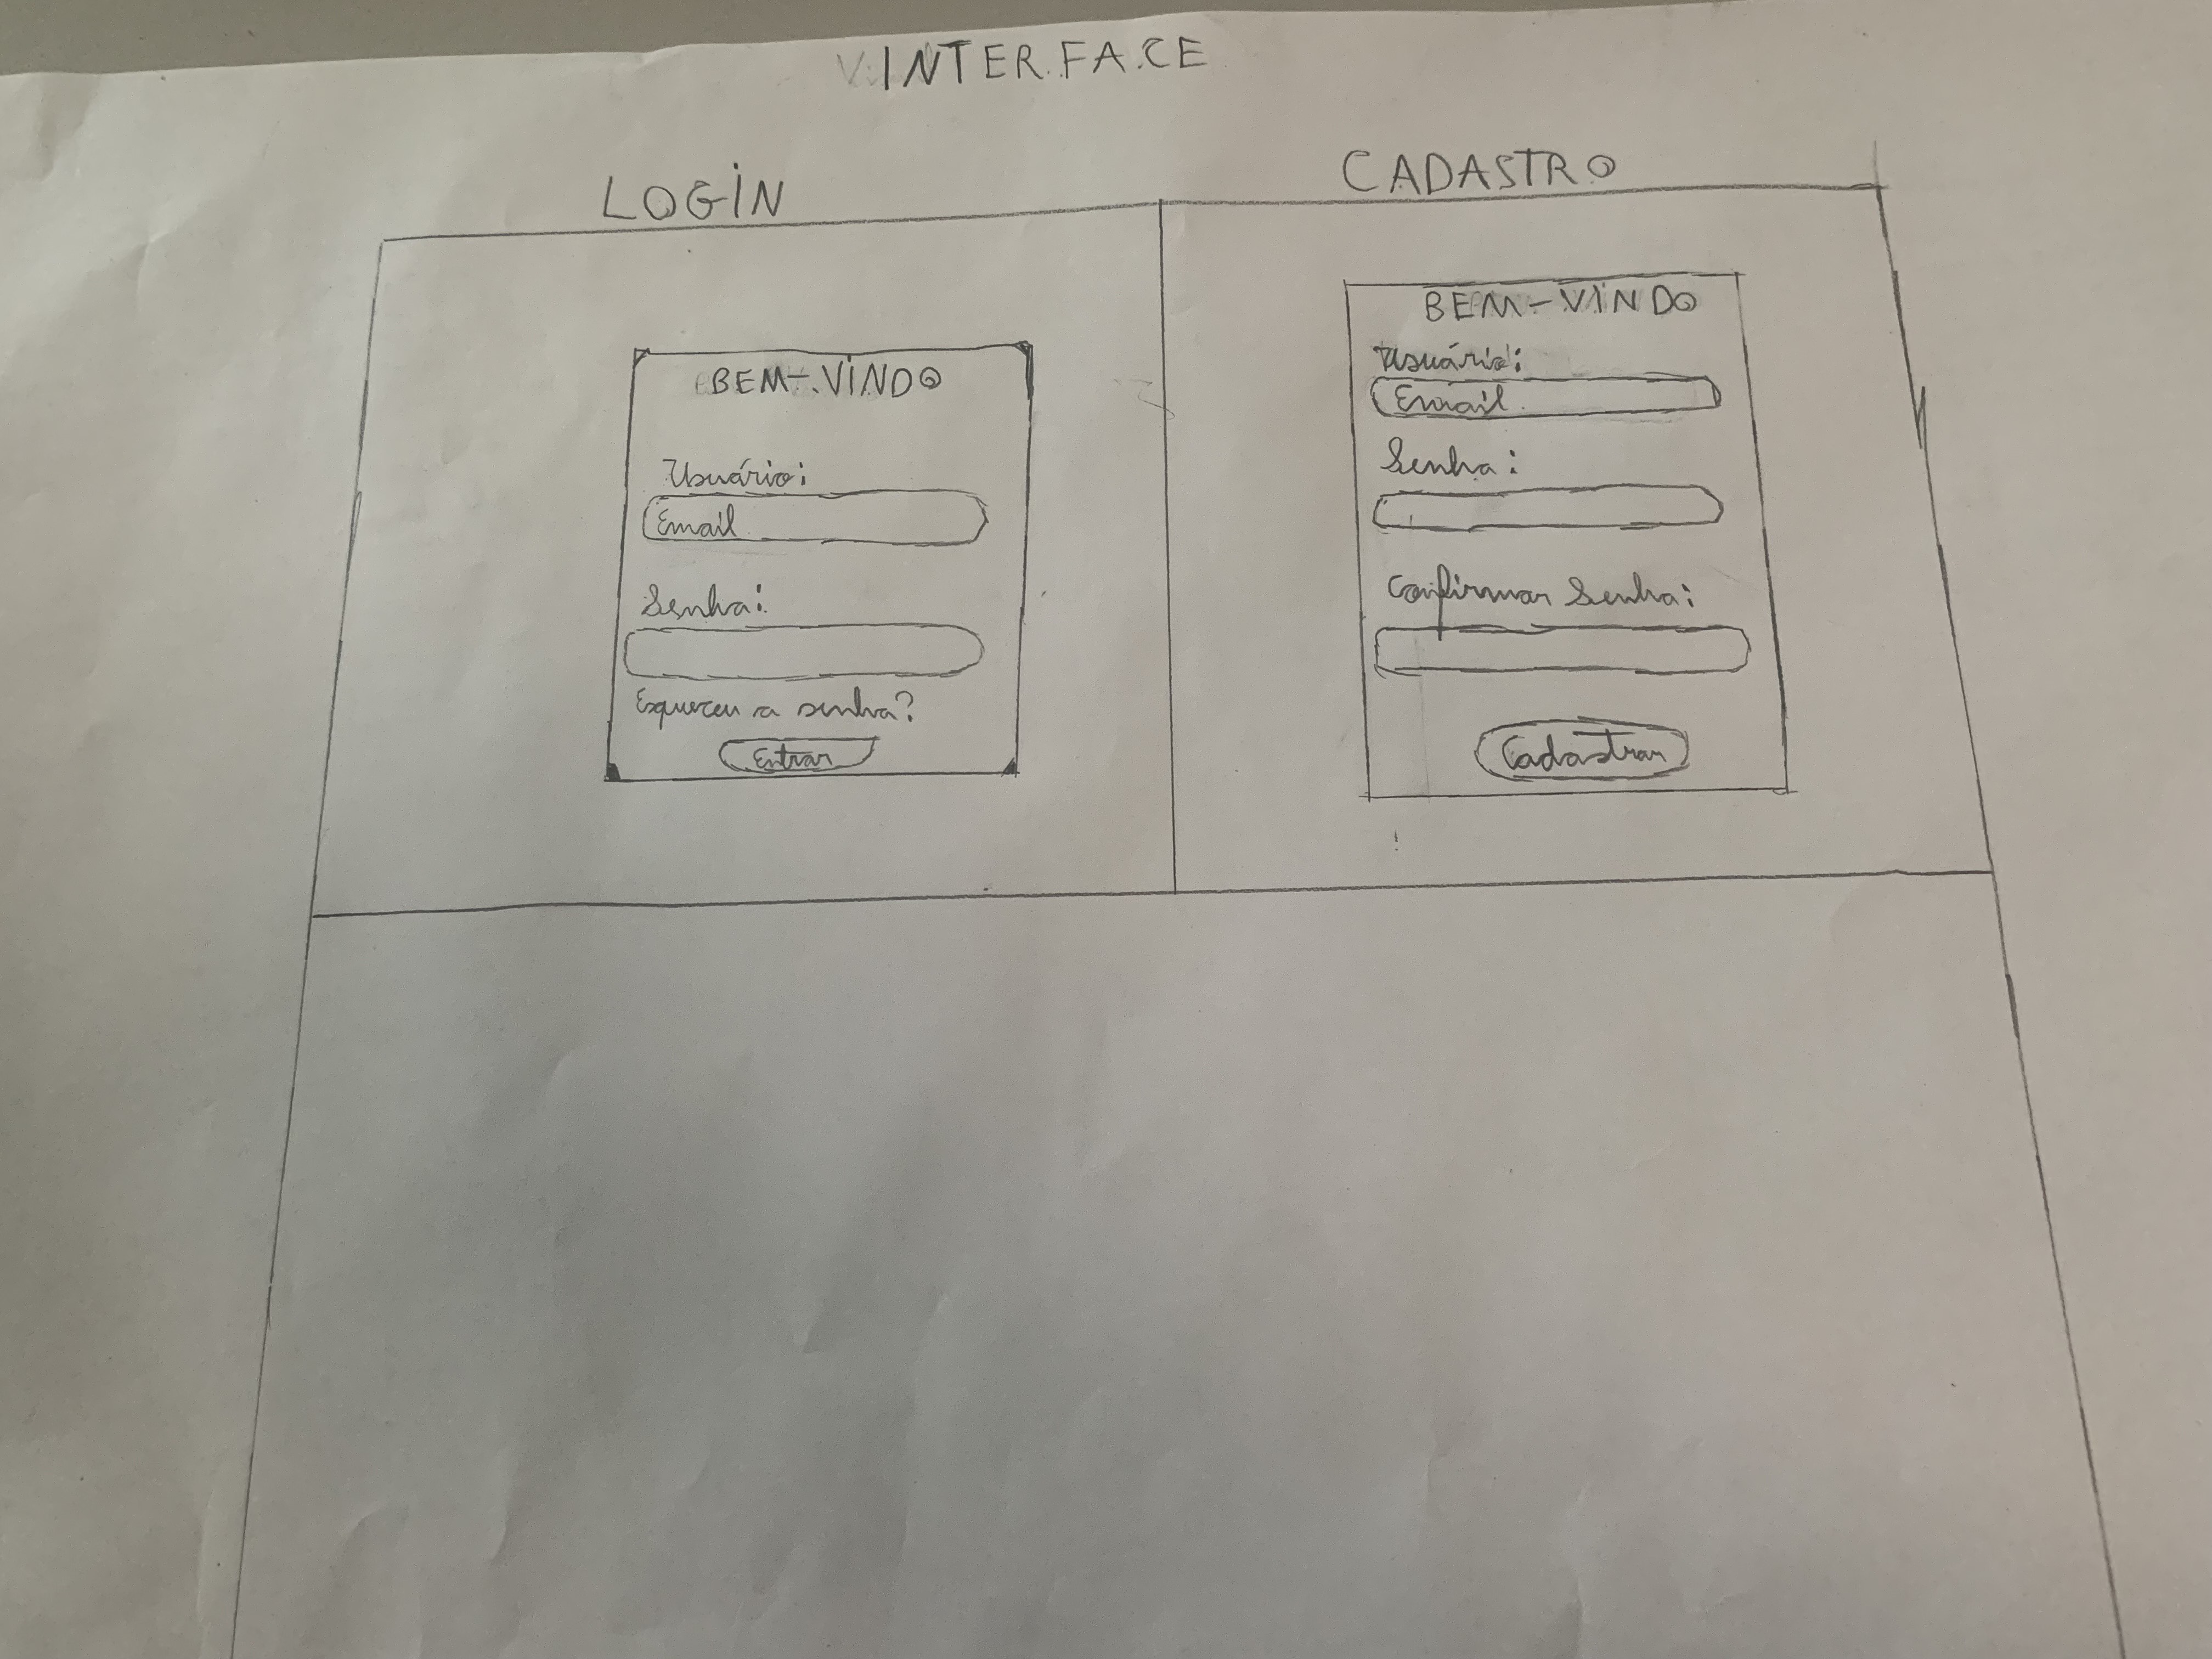 INTERFACE
LOGIN
CADASTRO
BEM-VINDO
Usuário:
Email
Senha:
Esqueceu a senha?
Entrar
BEM-VINDO
Usuário:
Email
Senha:
Confirmar Senha:
Cadastrar